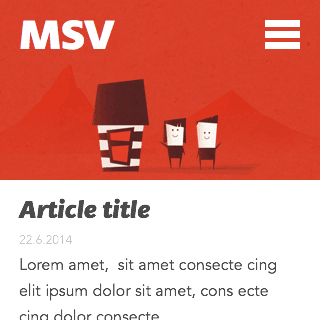 MSV
Article title
22.6.2014
Lorem amet,  sit amet consecte cing
elit ipsum dolor sit amet, cons ecte
cing dolor consecte